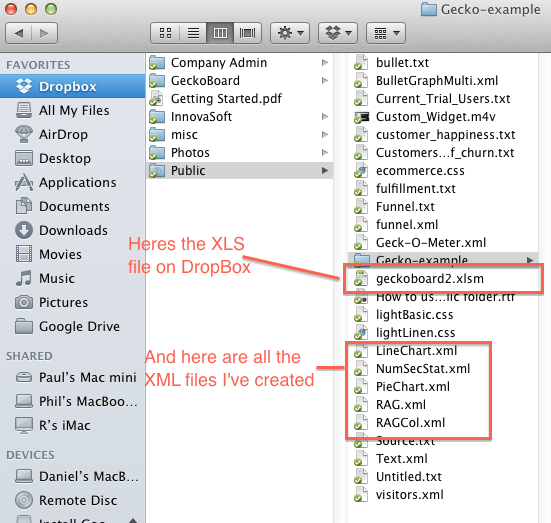 Gecko-example
FAVORITES
Dropbox
All My Files
AirDrop
Desktop
Applications
Documents
Downloads
Movies
Music
Pictures
Google Drive
SHARED
Paul's Mac mini
Phil's MacBoo...
R's iMac
DEVICES
Daniel's MacB...
Remote Disc
Install Goo...
Company Admin
GeckoBoard
Getting Started.pdf
InnovaSoft
misc
Photos
Public
Heres the XLS
file on DropBox
And here are all the
XML files I've created
bullet.txt
BulletGraphMulti.xml
Current_Trial_Users.txt
Custom_Widget.m4v
customer_happiness.txt
Customers...f_churn.txt
ecommerce.css
fulfillment.txt
Funnel.txt
funnel.xml
Geck-O-Meter.xml
Gecko-example
geckoboard2.xlsm
How to us...lic folder.rtf
lightBasic.css
lightLinen.css
LineChart.xml
NumSecStat.xml
PieChart.xml
RAG.xml
RAGCol.xml
Source.txt
Text.xml
Untitled.txt
visitors.xml